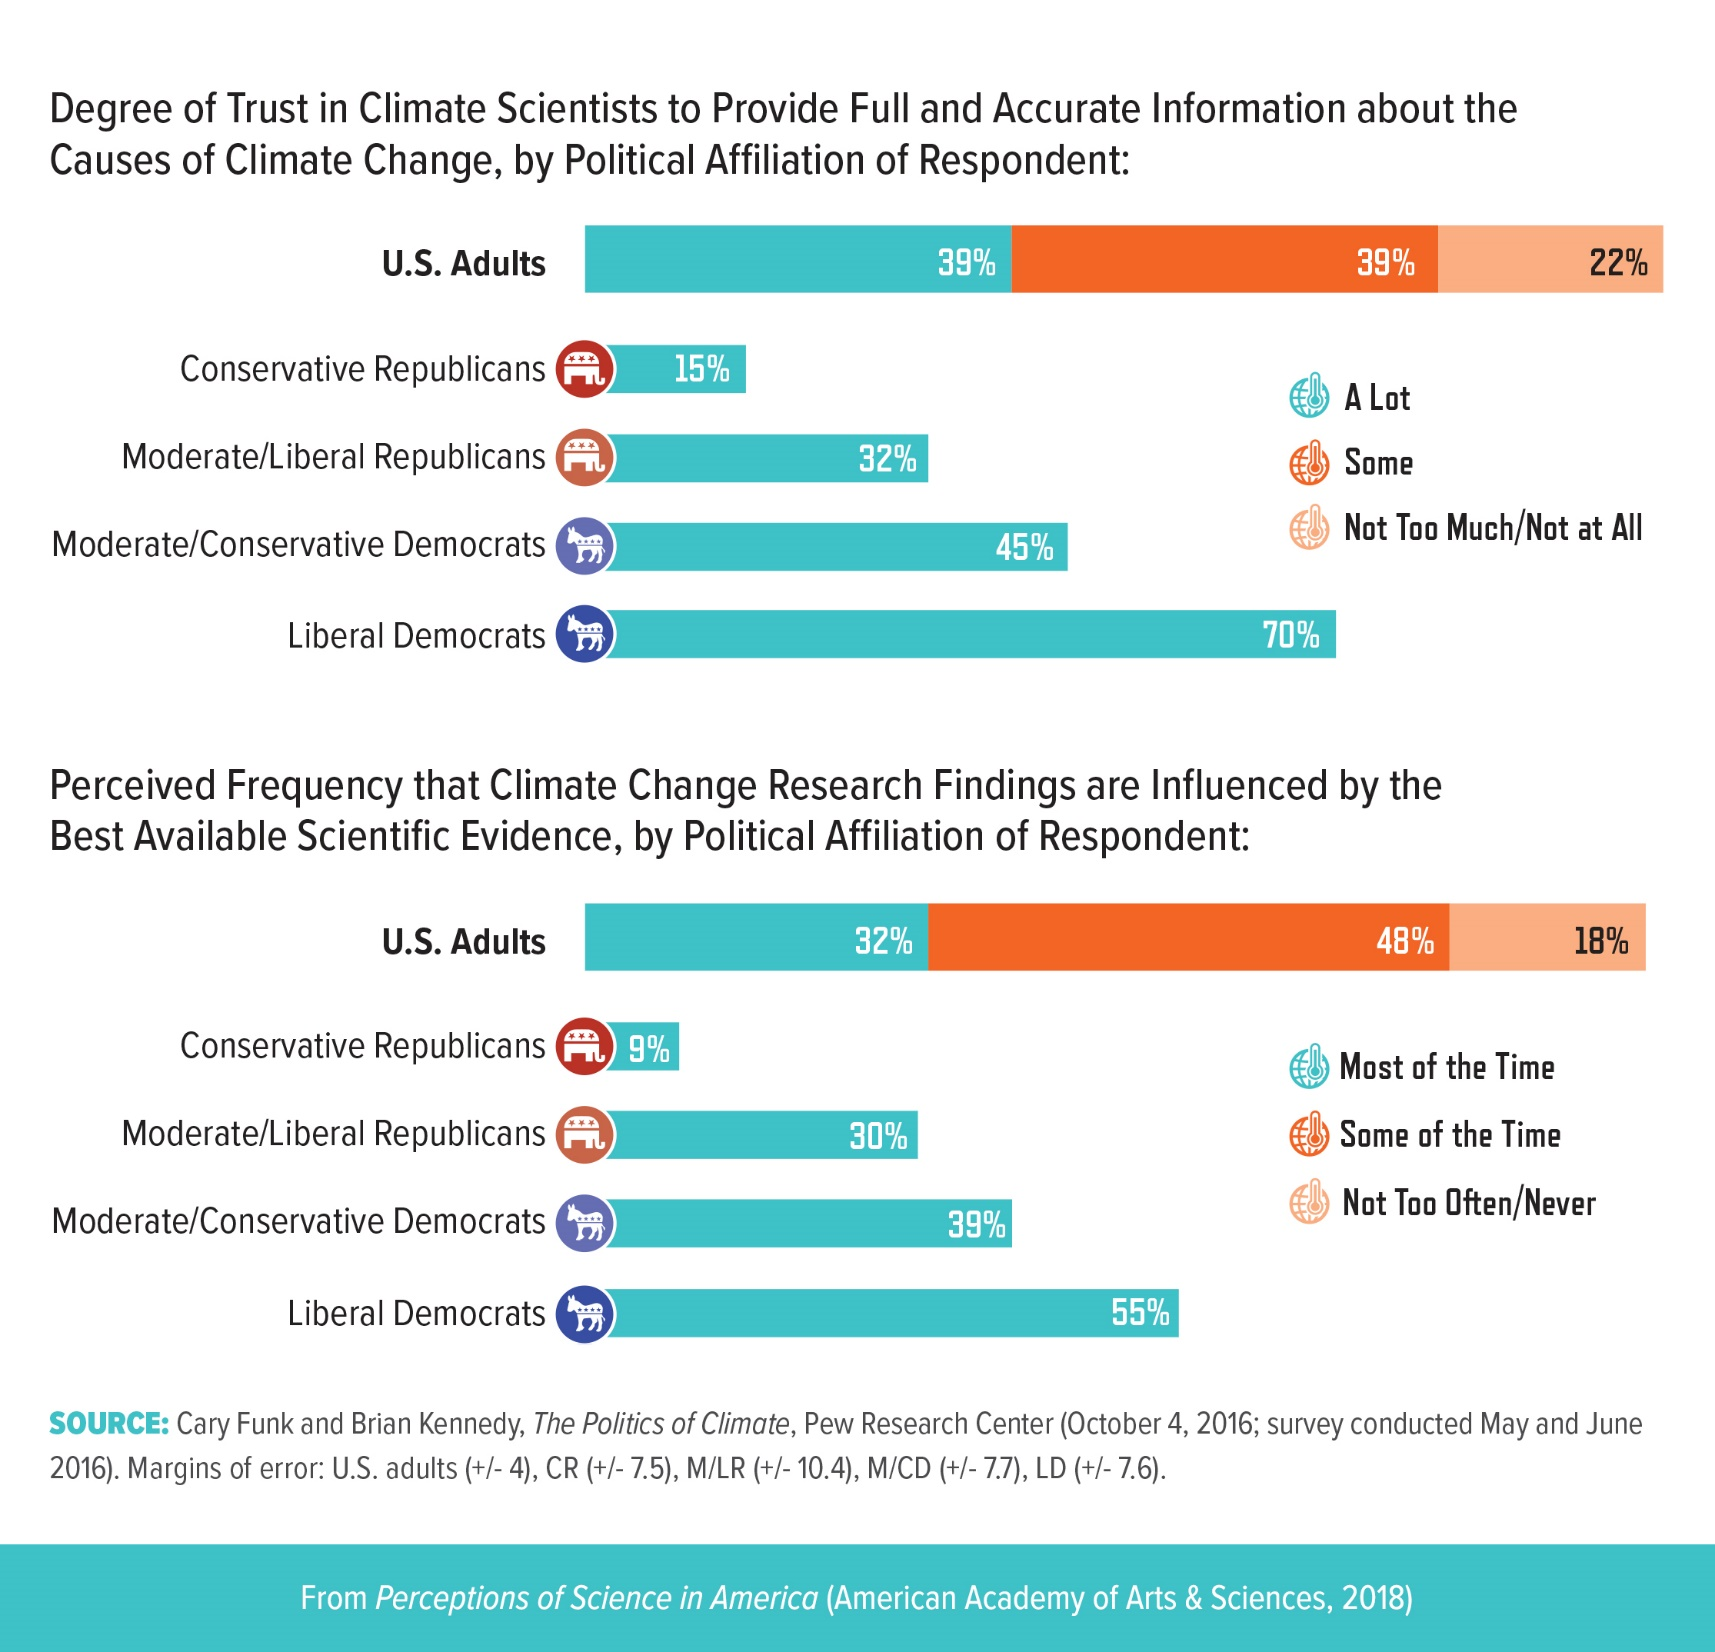 Degree of Trust in Climate Scientists to Provide Full and Accurate Information about the
Causes of Climate Change, by Political Affiliation of Respondent:
U.S. Adults 39% 39% 22%
Conservative Republicans 15%
Moderate/Liberal Republicans 32%
Moderate/Conservative Democrats 45%
Liberal Democrats 70%
A Lot
Some
Not Too Much/Not at All
Perceived Frequency that Climate Change Research Findings are Influenced by the
Best Available Scientific Evidence, by Political Affiliation of Respondent:
U.S. Adults 32% 48% 18%
Conservative Republicans 9%
Moderate/Liberal Republicans 30%
Moderate/Conservative Democrats 39%
Liberal Democrats 55%
Most of the Time
Some of the Time
Not Too Often/Never
SOURCE: Cary Funk and Brian Kennedy, The Politics of Climate, Pew Research Center (October 4, 2016; survey conducted May and June
2016). Margins of error: U.S. adults (+/- 4), CR (+/- 7.5), M/LR (+/- 10.4), M/CD (+/- 7.7), LD (+/- 7.6).
From Perceptions of Science in America (American Academy of Arts & Sciences, 2018)